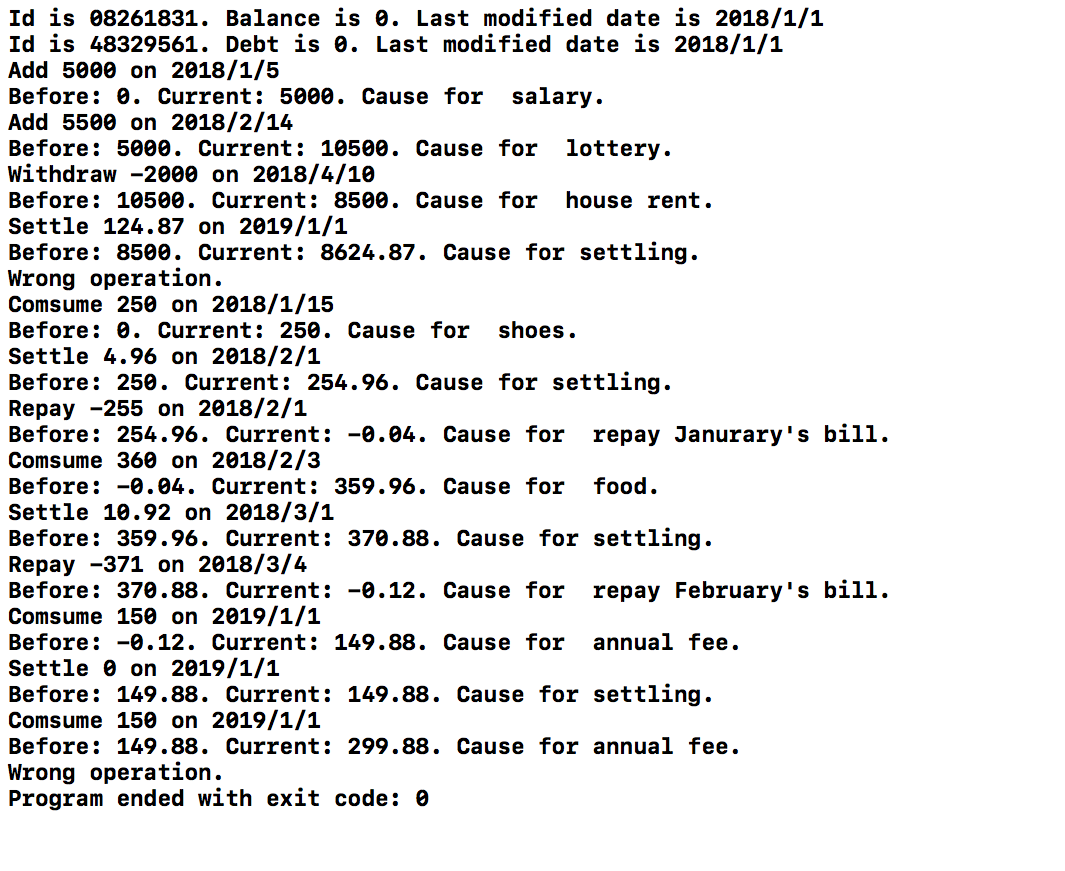 Id is 08261831. Balance is 0. Last modified date is 2018/1/1
Id is 48329561. Debt is 0. Last modified date is 2018/1/1
Add 5000 on 2018/1/5
Before: 0. Current: 5000. Cause for  salary.
Add 5500 on 2018/2/14
Before: 5000. Current: 10500. Cause for  lottery.
Withdraw -2000 on 2018/4/10
Before: 10500. Current: 8500. Cause for  house rent.
Settle 124.87 on 2019/1/1
Before: 8500. Current: 8624.87. Cause for settling.
Wrong operation.
Comsume 250 on 2018/1/15
Before: 0. Current: 250. Cause for  shoes.
Settle 4.96 on 2018/2/1
Before: 250. Current: 254.96. Cause for settling.
Repay -255 on 2018/2/1
Before: 254.96. Current: -0.04. Cause for  repay Janurary's bill.
Comsume 360 on 2018/2/3
Before: -0.04. Current: 359.96. Cause for  food.
Settle 10.92 on 2018/3/1
Before: 359.96. Current: 370.88. Cause for settling.
Repay -371 on 2018/3/4
Before: 370.88. Current: -0.12. Cause for  repay February's bill.
Comsume 150 on 2019/1/1
Before: -0.12. Current: 149.88. Cause for  annual fee.
Settle 0 on 2019/1/1
Before: 149.88. Current: 149.88. Cause for settling.
Comsume 150 on 2019/1/1
Before: 149.88. Current: 299.88. Cause for annual fee.
Wrong operation.
Program ended with exit code: 0